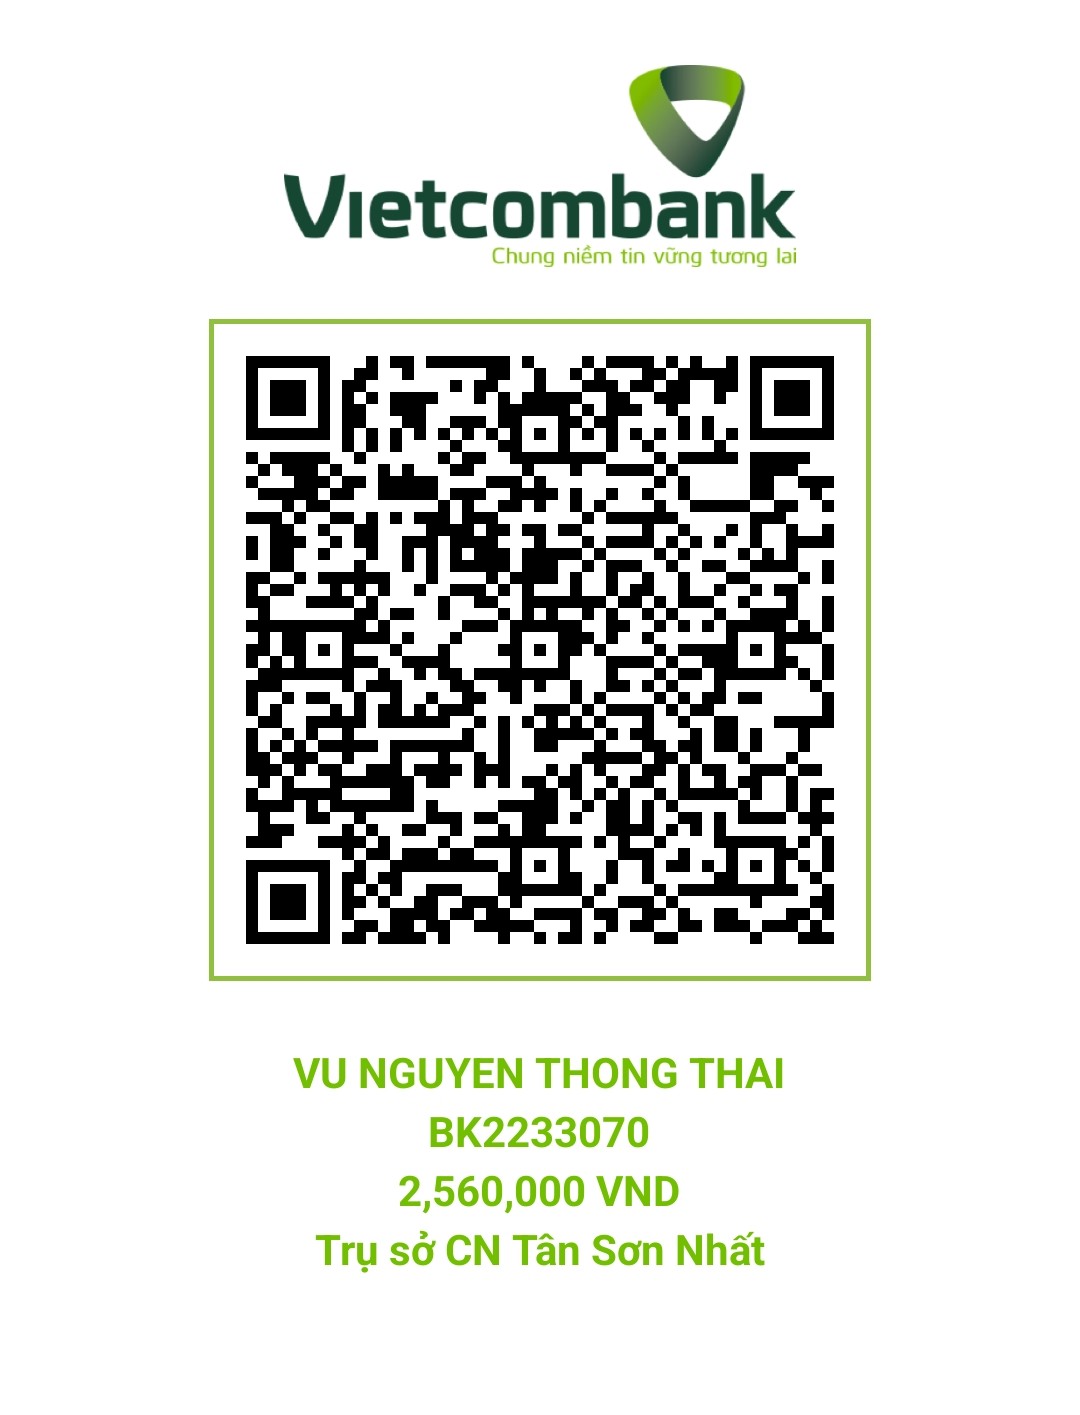 Vietcombank
Chung niềm tin vững tương lai
VU NGUYEN THONG THAI
BK2233070
2,560,000 VND
Trụ sở CN Tân Sơn Nhất